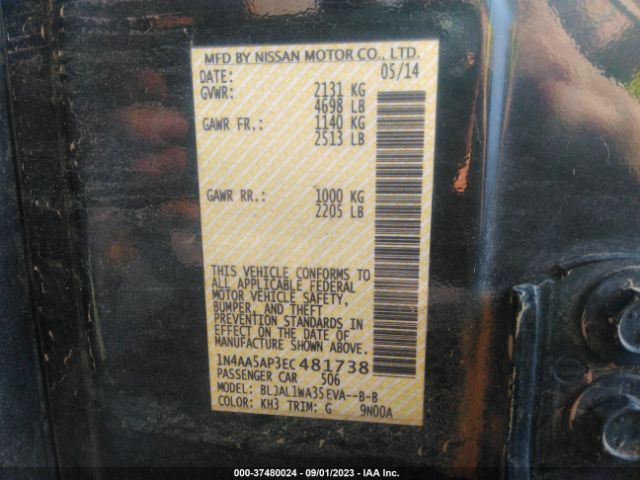 MFD BY NISSAN MOTOR CO., LTD.
DATE: 05/14
GVWR: 2131 KG
4698 LB
GAWR FR.: 1140 KG
2513 LB
GAWR RR.: 1000 KG
2205 LB
THIS VEHICLE CONFORMS TO
ALL APPLICABLE FEDERAL
MOTOR VEHICLE SAFETY,
BUMPER, AND THEFT
PREVENTION STANDARDS IN
EFFECT ON THE DATE OF
MANUFACTURE SHOWN ABOVE.
1N4AA5AP3EC481738
PASSENGER CAR 506
MODEL: BLJAL1WA35EVA--B-B
COLOR: KH3 TRIM: G 9N00A
000-37480024 - 09/01/2023 - IAA Inc.